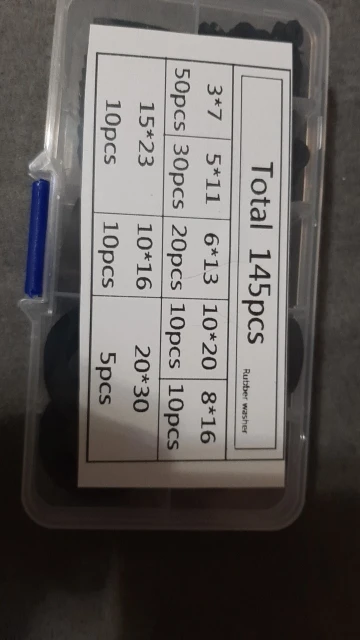 Total 145pcs
Rubber washer
3*7 5*11 6*13 10*20 8*16
50pcs 30pcs 20pcs 10pcs 10pcs
15*23 10*16 20*30
10pcs 10pcs 5pcs